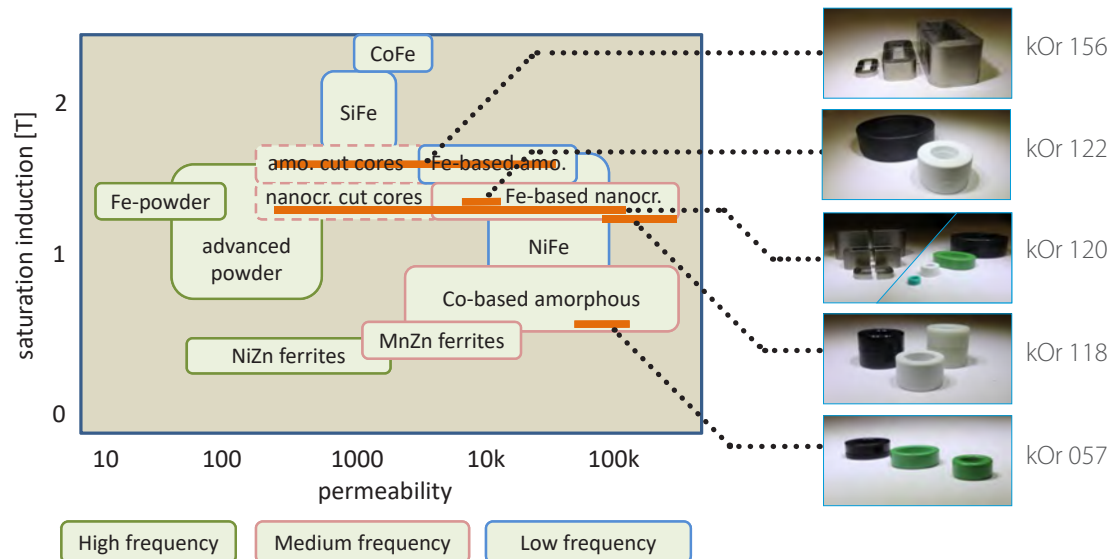 CoFe
kOr 156
SiFe
2
saturation induction [T]
amo. cut cores
Fe-based amo.
kOr 122
nanocr. cut cores
Fe-based nanocr.
Fe-powder
advanced
powder
NiFe
1
kOr 120
Co-based amorphous
MnZn ferrites
NiZn ferrites
kOr 118
0
kOr 057
10
100
1000
10k
100k
permeability
High frequency
Medium frequency
Low frequency